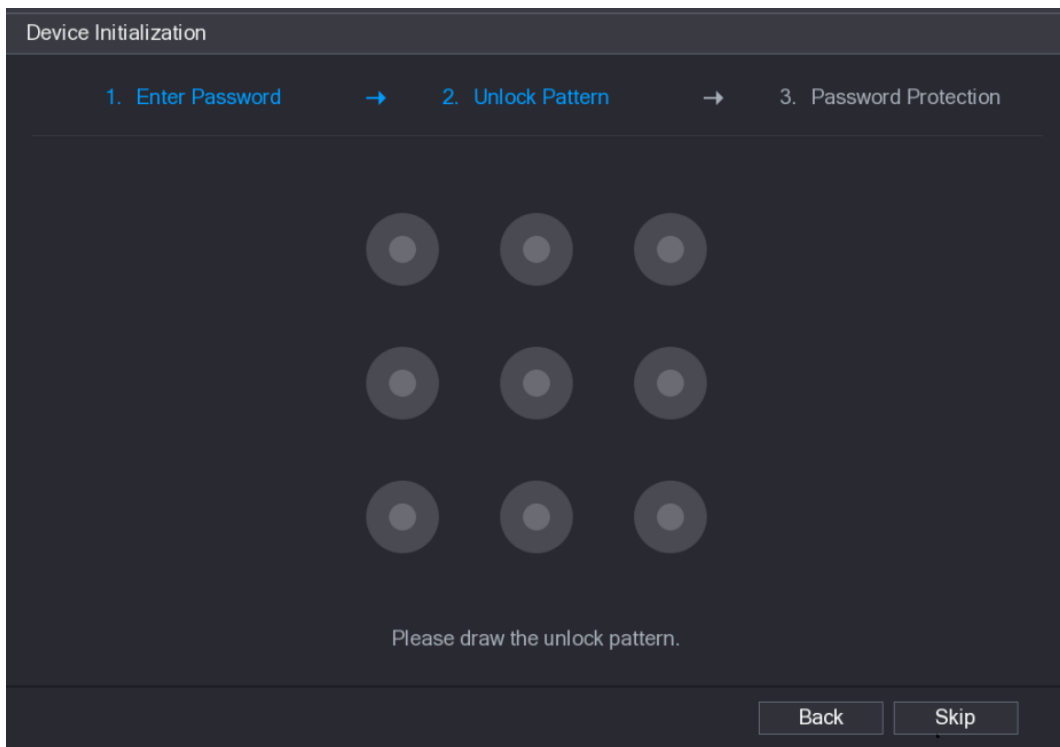 Device Initialization
1. Enter Password → 2. Unlock Pattern → 3. Password Protection
Please draw the unlock pattern.
Back Skip